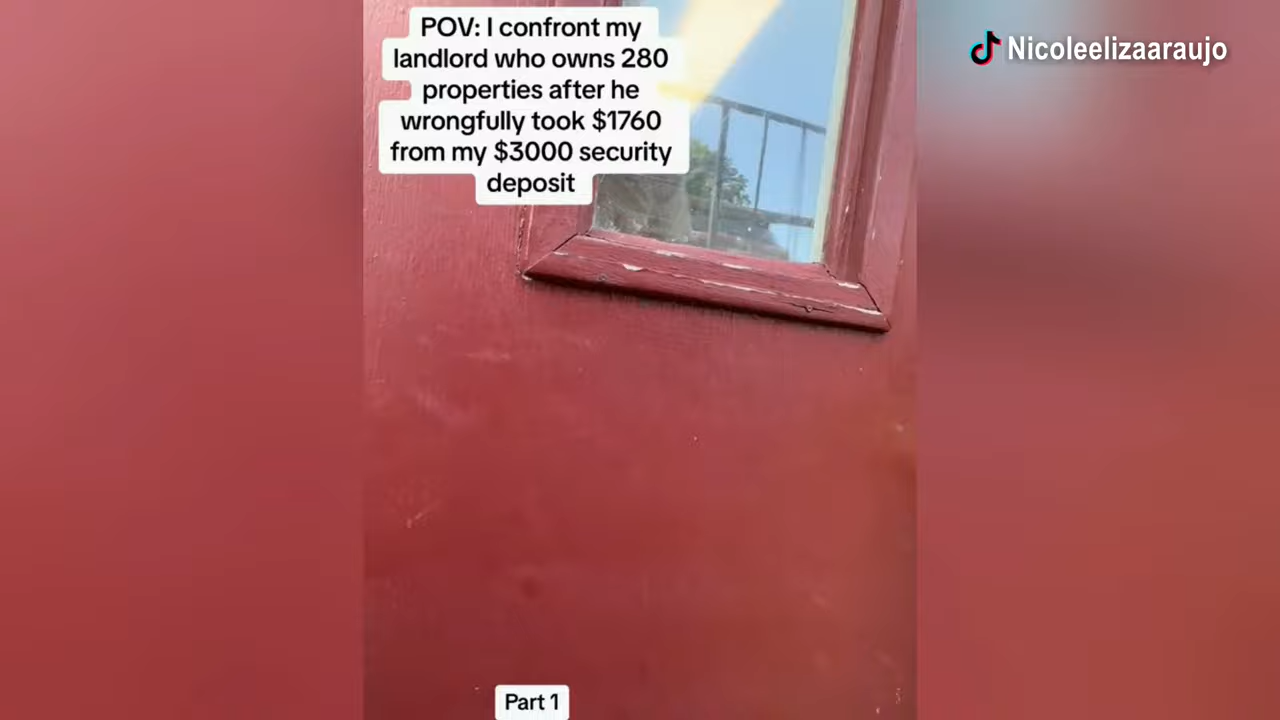 POV: I confront my
landlord who owns 280
properties after he
wrongfully took $1760
from my $3000 security
deposit
Nicoleelizaaraujo
Part 1